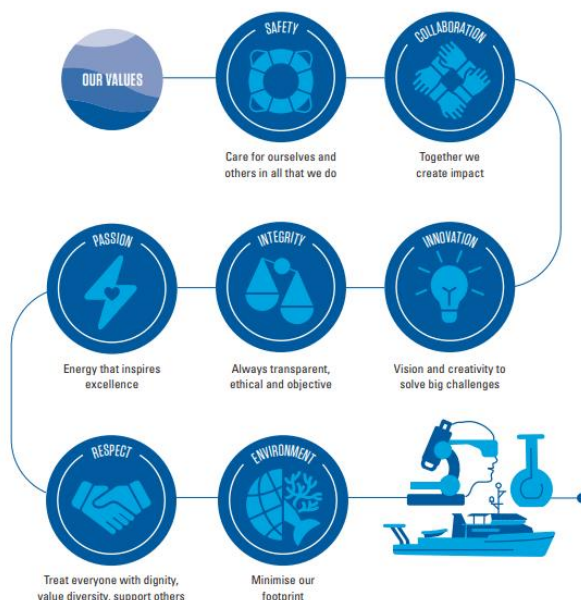 OUR VALUES
SAFETY
Care for ourselves and
others in all that we do
COLLABORATION
Together we
create impact
INNOVATION
Vision and creativity to
solve big challenges
INTEGRITY
Always transparent,
ethical and objective
PASSION
Energy that inspires
excellence
RESPECT
Treat everyone with dignity,
value diversity, support others
ENVIRONMENT
Minimise our
footprint